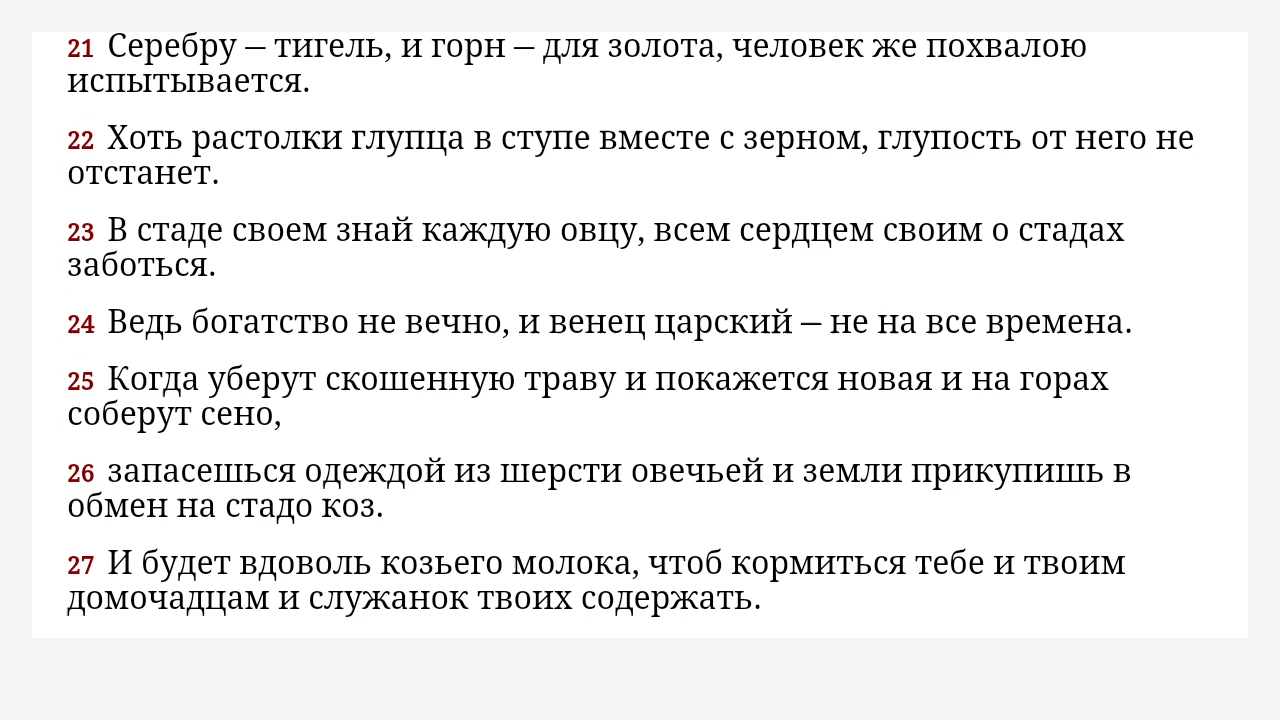 21 Серебру – тигель, и горн – для золота, человек же похвалою
испытывается.
22 Хоть растолки глупца в ступе вместе с зерном, глупость от него не
отстанет.
23 В стаде своем знай каждую овцу, всем сердцем своим о стадах
заботься.
24 Ведь богатство не вечно, и венец царский – не на все времена.
25 Когда уберут скошенную траву и покажется новая и на горах
соберут сено,
26 запасешься одеждой из шерсти овечьей и земли прикупишь в
обмен на стадо коз.
27 И будет вдоволь козьего молока, чтоб кормиться тебе и твоим
домочадцам и служанок твоих содержать.